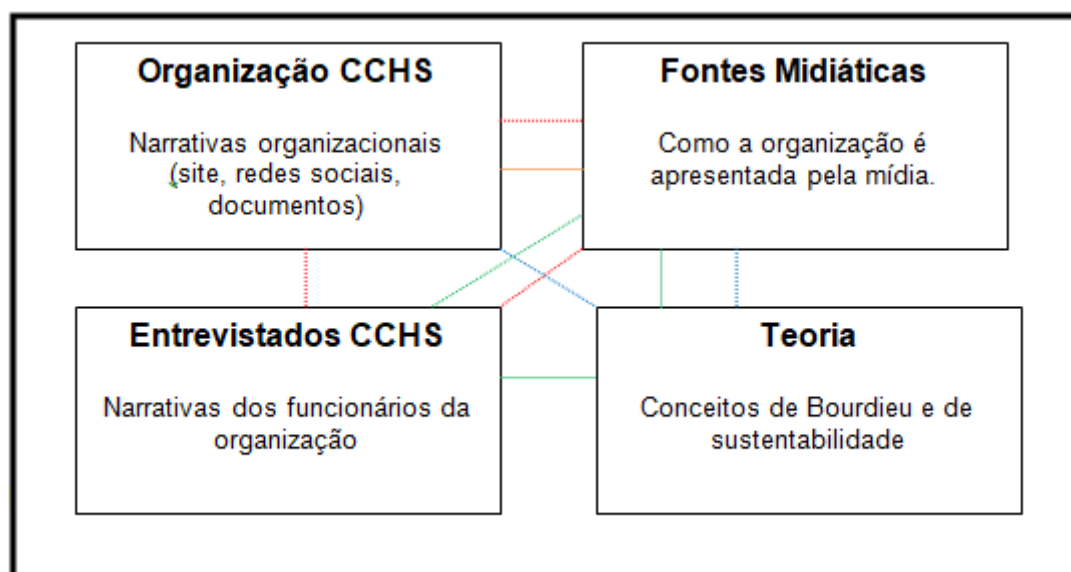 Organização CCHS
Narrativas organizacionais
(site, redes sociais,
documentos)
Fontes Midiáticas
Como a organização é
apresentada pela mídia.
Entrevistados CCHS
Narrativas dos funcionários da
organização
Teoria
Conceitos de Bourdieu e de
sustentabilidade